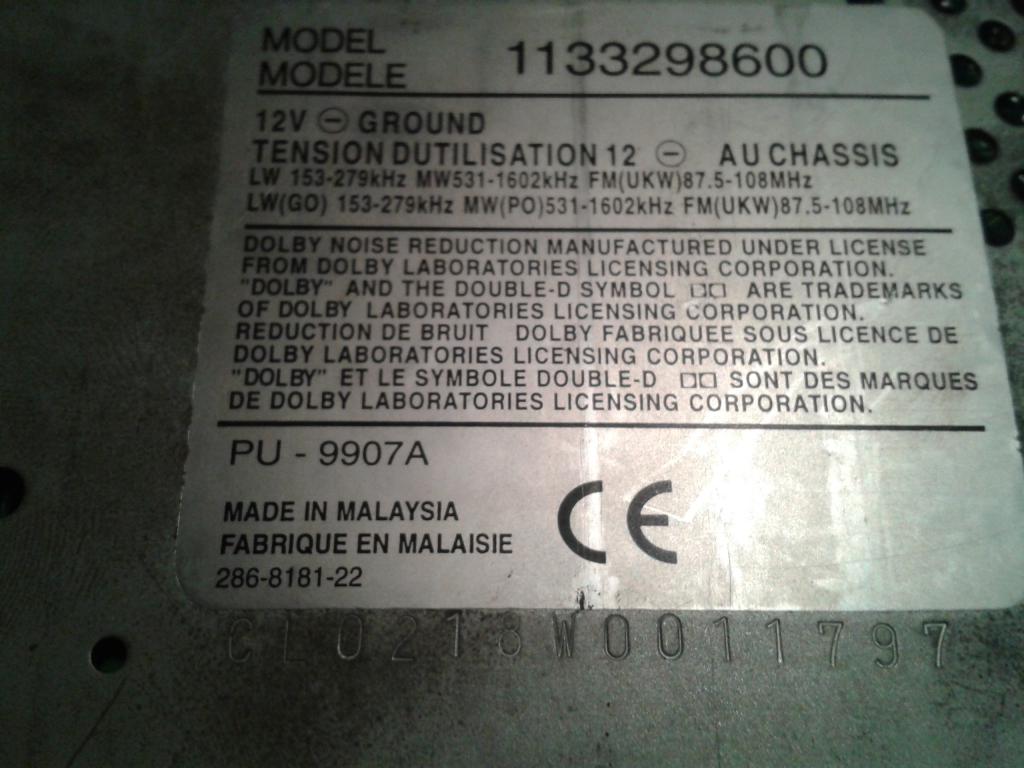 MODEL
MODELE
1133298600
12V ⊖ GROUND
TENSION DUTILISATION 12 ⊖ AU CHASSIS
LW 153-279kHz MW531-1602kHz FM(UKW)87.5-108MHz
LW(GO) 153-279kHz MW(PO)531-1602kHz FM(UKW)87.5-108MHz
DOLBY NOISE REDUCTION MANUFACTURED UNDER LICENSE
FROM DOLBY LABORATORIES LICENSING CORPORATION.
"DOLBY" AND THE DOUBLE-D SYMBOL ARE TRADEMARKS
OF DOLBY LABORATORIES LICENSING CORPORATION.
REDUCTION DE BRUIT DOLBY FABRIQUEE SOUS LICENCE DE
DOLBY LABORATORIES LICENSING CORPORATION.
"DOLBY" ET LE SYMBOLE DOUBLE-D SONT DES MARQUES
DE DOLBY LABORATORIES LICENSING CORPORATION.
PU - 9907A
MADE IN MALAYSIA
FABRIQUE EN MALAISIE
286-8181-22
CE
CL0218W0011797